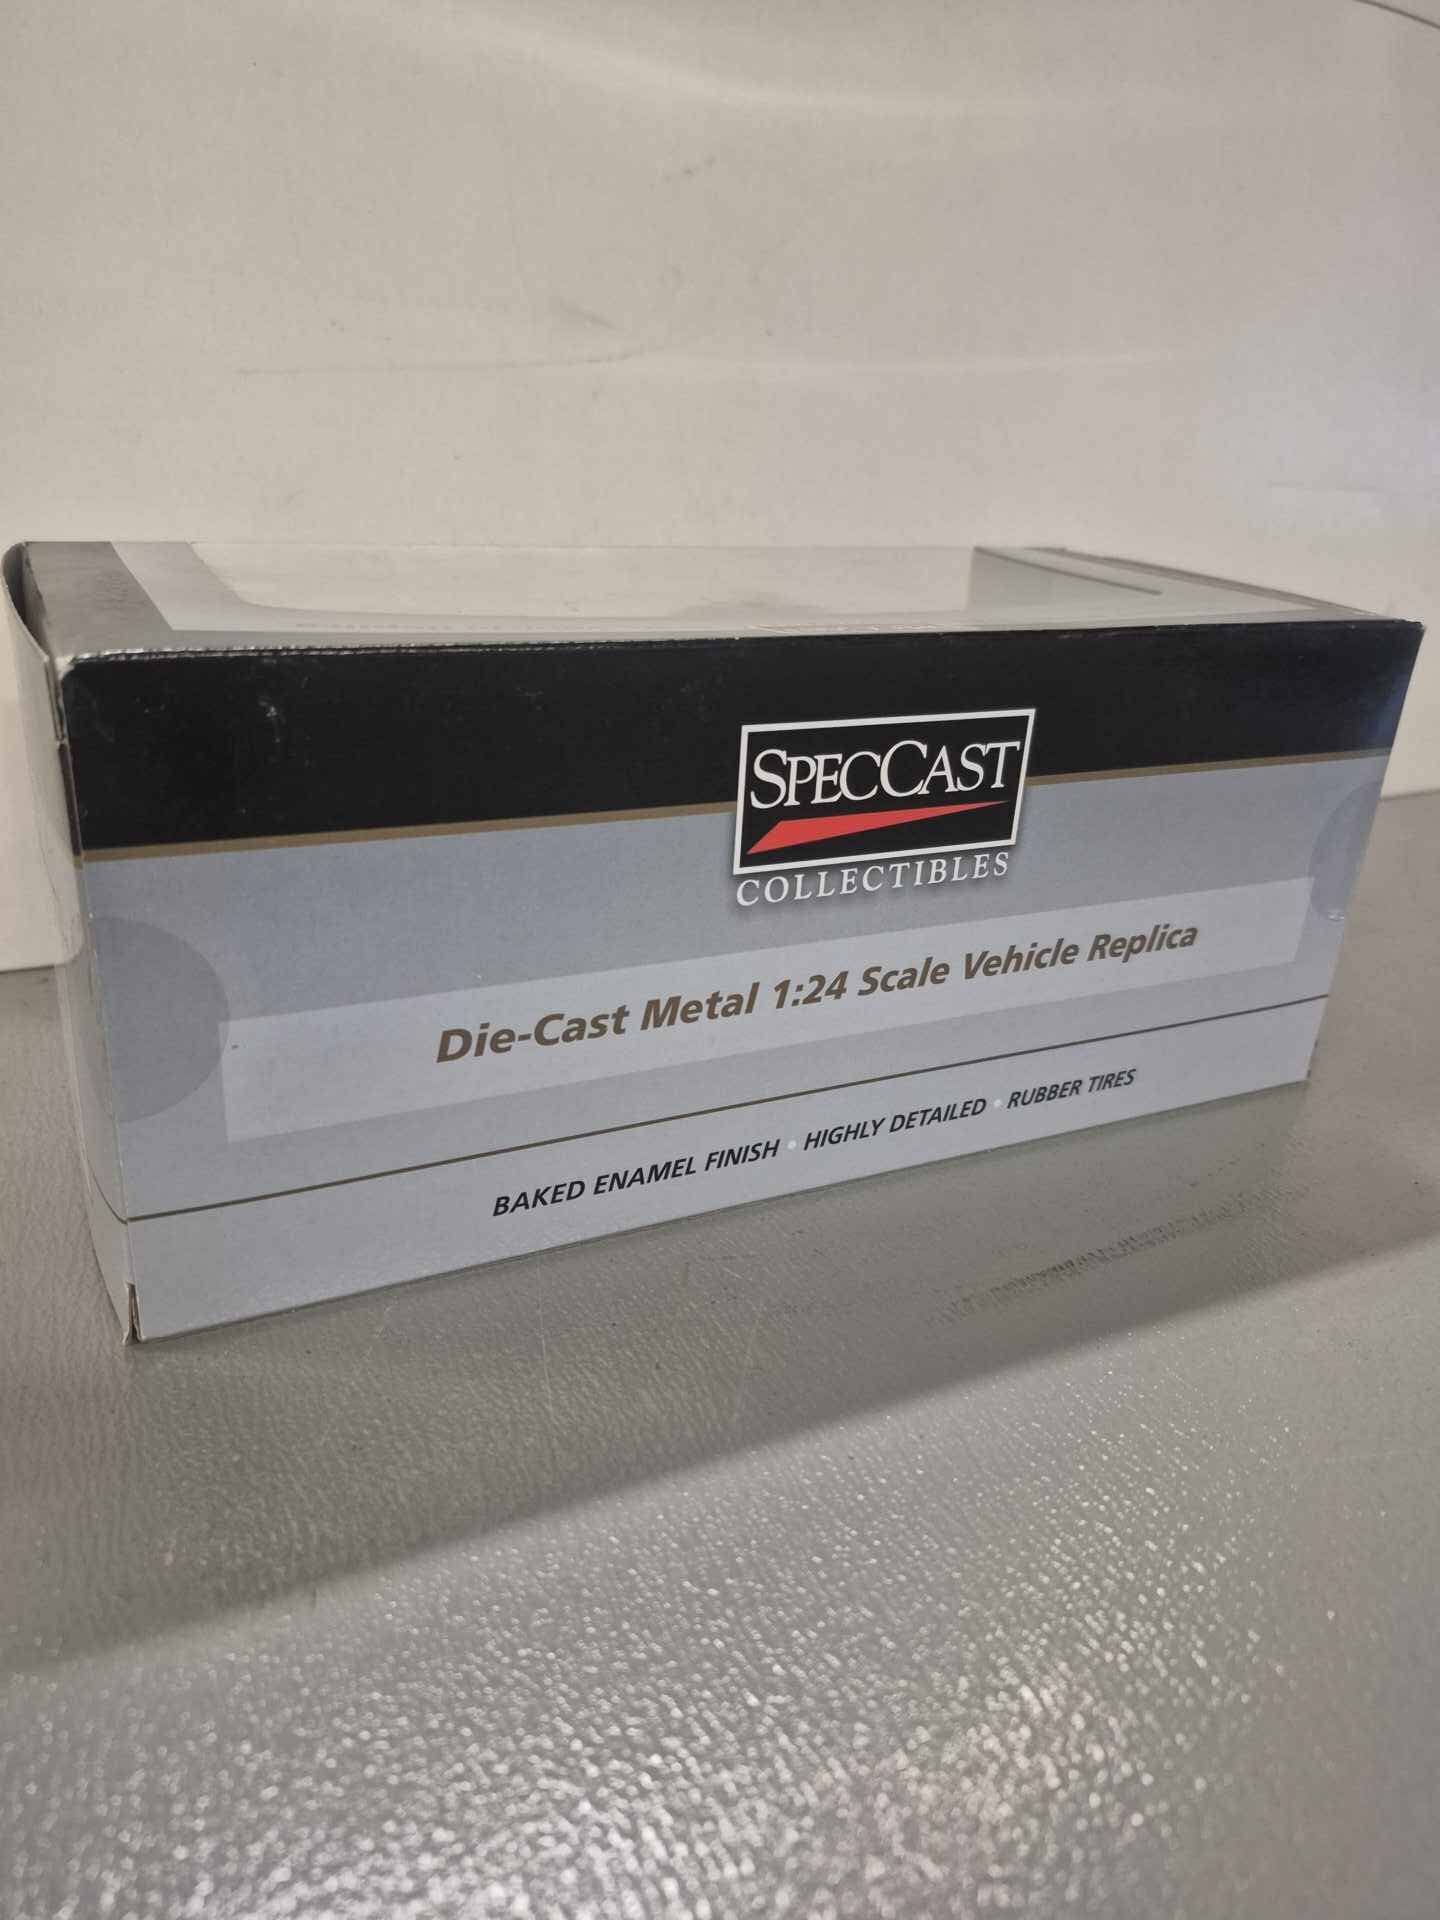 SPECCAST
COLLECTIBLES
Die-Cast Metal 1:24 Scale Vehicle Replica
BAKED ENAMEL FINISH • HIGHLY DETAILED • RUBBER TIRES